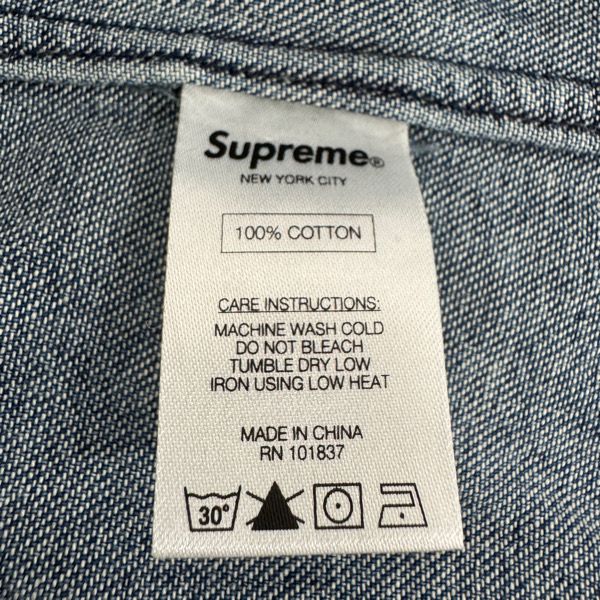 Supreme®
NEW YORK CITY
100% COTTON
CARE INSTRUCTIONS:
MACHINE WASH COLD
DO NOT BLEACH
TUMBLE DRY LOW
IRON USING LOW HEAT
MADE IN CHINA
RN 101837
30°